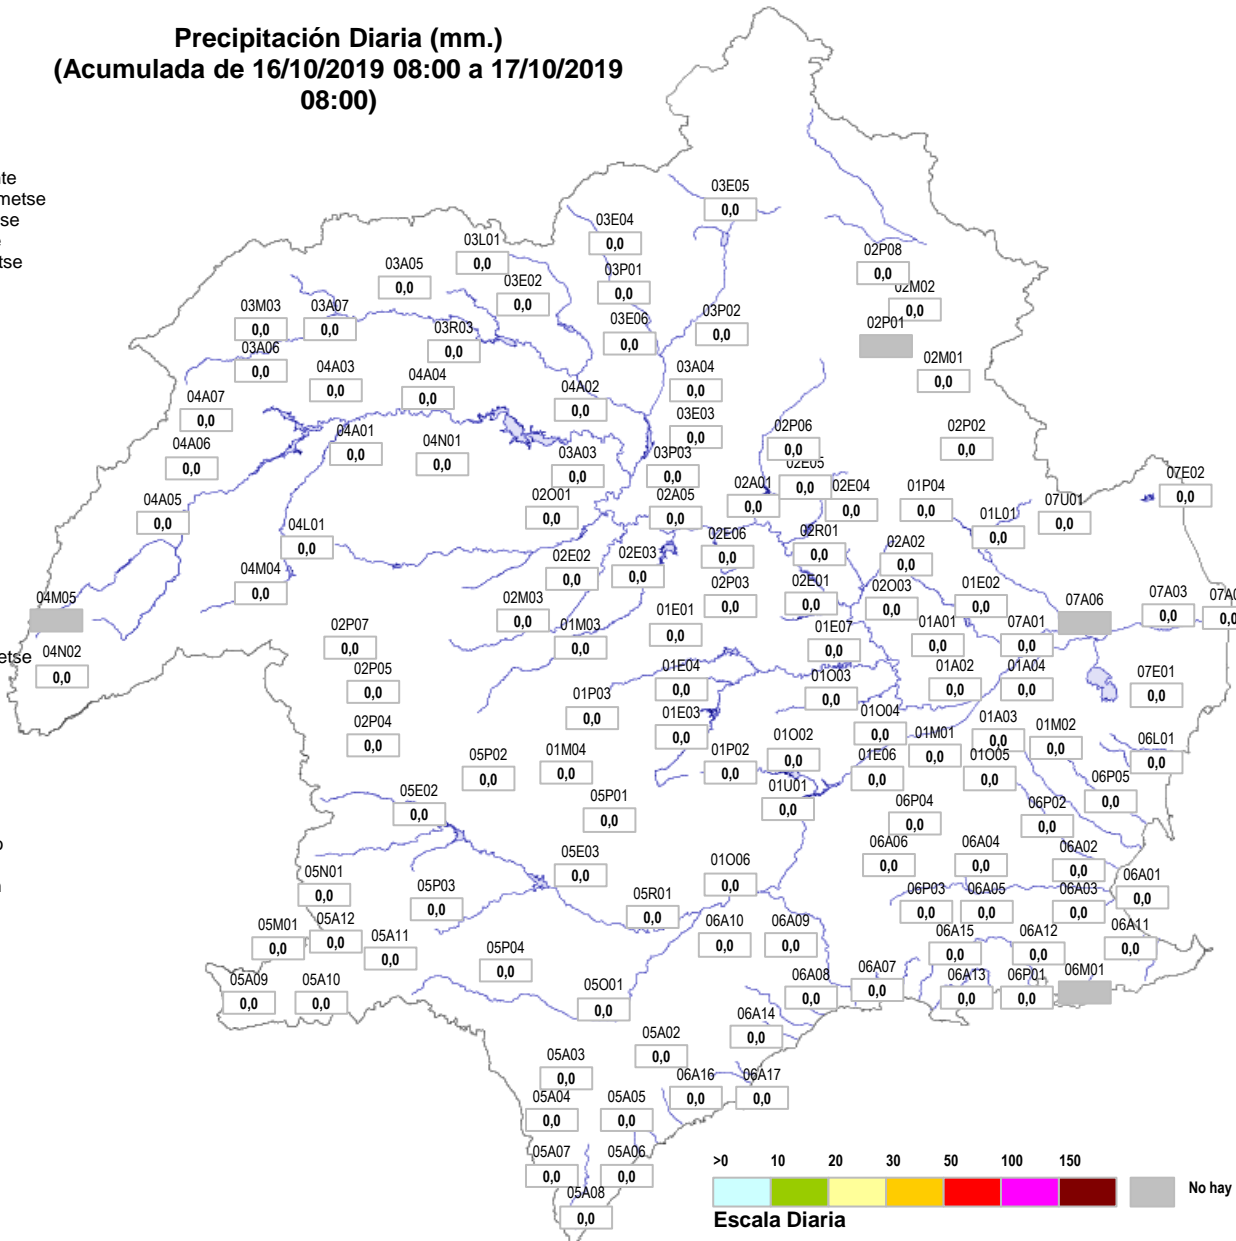 Precipitación Diaria (mm.)
(Acumulada de 16/10/2019 08:00 a 17/10/2019
08:00)
03E05
0,0
03E04
0,0
03L01
0,0
02P08
0,0
03A05
0,0
03E02
0,0
03P01
0,0
02M02
0,0
03M03
0,0
03A07
0,0
03R03
0,0
03E06
0,0
03P02
0,0
02P01
03A06
0,0
04A03
0,0
04A04
0,0
04A02
0,0
03A04
0,0
02M01
0,0
04A07
0,0
03E03
0,0
04A06
0,0
04A01
0,0
04N01
0,0
03A03
0,0
03P03
0,0
02P06
0,0
02P02
0,0
02E05
0,0
07E02
0,0
04A05
0,0
02O01
0,0
02A05
0,0
02A01
0,0
02E04
0,0
01P04
0,0
01L01
0,0
07U01
0,0
04L01
0,0
02E02
0,0
02E03
0,0
02E06
0,0
02R01
0,0
02A02
0,0
04M04
0,0
02M03
0,0
02P03
0,0
02E01
0,0
02O03
0,0
01E02
0,0
07A06
07A03
0,0
0,0
04M05
04N02
0,0
02P07
0,0
01M03
0,0
01E01
0,0
01E07
0,0
01A01
0,0
07A01
0,0
etse
02P05
0,0
01P03
0,0
01E04
0,0
01O03
0,0
01A02
0,0
01A04
0,0
07E01
0,0
02P04
0,0
01E03
0,0
01O04
0,0
01A03
0,0
01M02
0,0
05P02
0,0
01M04
0,0
01P02
0,0
01O02
0,0
01M01
0,0
01E06
0,0
01O05
0,0
06L01
0,0
05E02
0,0
05P01
0,0
01U01
0,0
06P04
0,0
06P02
0,0
06P05
0,0
05E03
0,0
01O06
0,0
06A06
0,0
06A04
0,0
06A02
0,0
05N01
0,0
05P03
0,0
05R01
0,0
06P03
0,0
06A05
0,0
06A03
0,0
06A01
0,0
05M01
0,0
05A12
0,0
05A11
0,0
06A10
0,0
06A09
0,0
06A15
0,0
06A12
0,0
06A11
0,0
05A09
0,0
05A10
0,0
05P04
0,0
05O01
0,0
06A08
0,0
06A07
0,0
06A13
0,0
06P01
0,0
06M01
06A14
0,0
05A02
0,0
05A03
0,0
06A16
0,0
06A17
0,0
05A04
0,0
05A05
0,0
05A07
0,0
05A06
0,0
05A08
0,0
>0 10 20 30 50 100 150
No hay
Escala Diaria